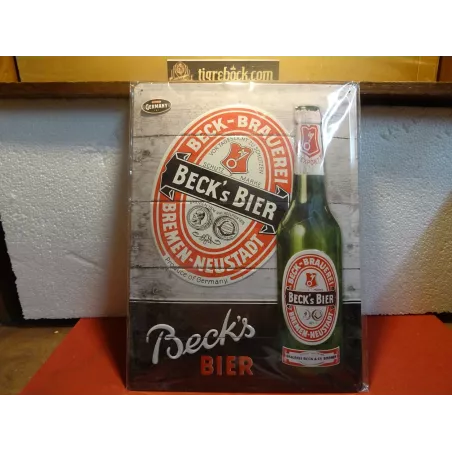 tigrebock.com
GERMANY
BECK-BRAUEREI
BECK's BIER
BREMEN-NEUSTADT
Produce of Germany
BECK-BRAUEREI
BECK's BIER
BREMEN-NEUSTADT
Beck's
BIER